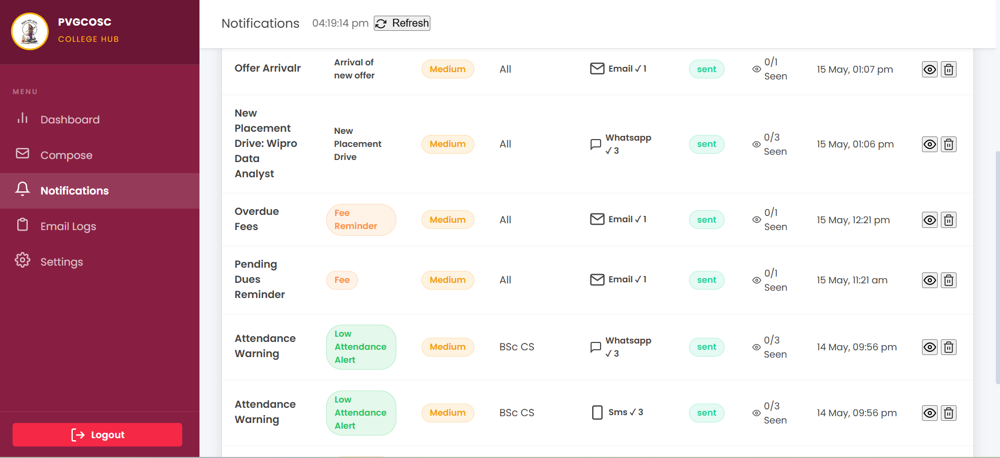 PVGCOSC
COLLEGE HUB
MENU
Dashboard
Compose
Notifications
Email Logs
Settings
Logout
Notifications 04:19:14 pm Refresh
Offer Arrivalr
Arrival of
new offer
Medium
All
Email ✓ 1
sent
0/1
Seen
15 May, 01:07 pm
New
Placement
Drive: Wipro
Data
Analyst
New
Placement
Drive
Medium
All
Whatsapp
✓ 3
sent
0/3
Seen
15 May, 01:06 pm
Overdue
Fees
Fee
Reminder
Medium
All
Email ✓ 1
sent
0/1
Seen
15 May, 12:21 pm
Pending
Dues
Reminder
Fee
Medium
All
Email ✓ 1
sent
0/1
Seen
15 May, 11:21 am
Attendance
Warning
Low
Attendance
Alert
Medium
BSc CS
Whatsapp
✓ 3
sent
0/3
Seen
14 May, 09:56 pm
Attendance
Warning
Low
Attendance
Alert
Medium
BSc CS
Sms ✓ 3
sent
0/3
Seen
14 May, 09:56 pm